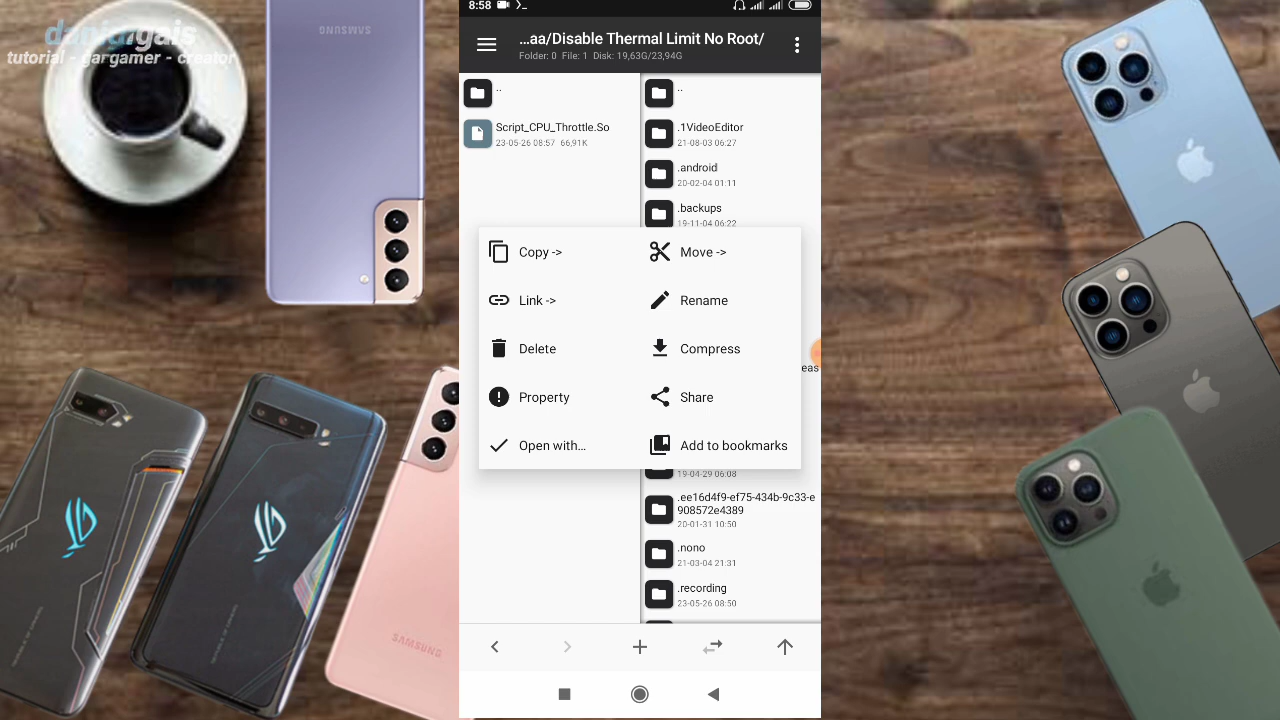 daniargais
tutorial - gargamer - creator
SAMSUNG
8:58
...aa/Disable Thermal Limit No Root/
Folder: 0 File: 1 Disk: 19,63G/23,94G
..
Script_CPU_Throttle.So
23-05-26 08:57 66,91K
..
.1VideoEditor
21-08-03 06:27
.android
20-02-04 01:11
.backups
19-11-04 06:22
Copy ->
Move ->
Link ->
Rename
Delete
Compress
eas
Property
Share
Open with...
Add to bookmarks
19-04-29 06:08
.ee16d4f9-ef75-434b-9c33-e
908572e4389
20-01-31 10:50
.nono
21-03-04 21:31
.recording
23-05-26 08:50
SAMSUNG